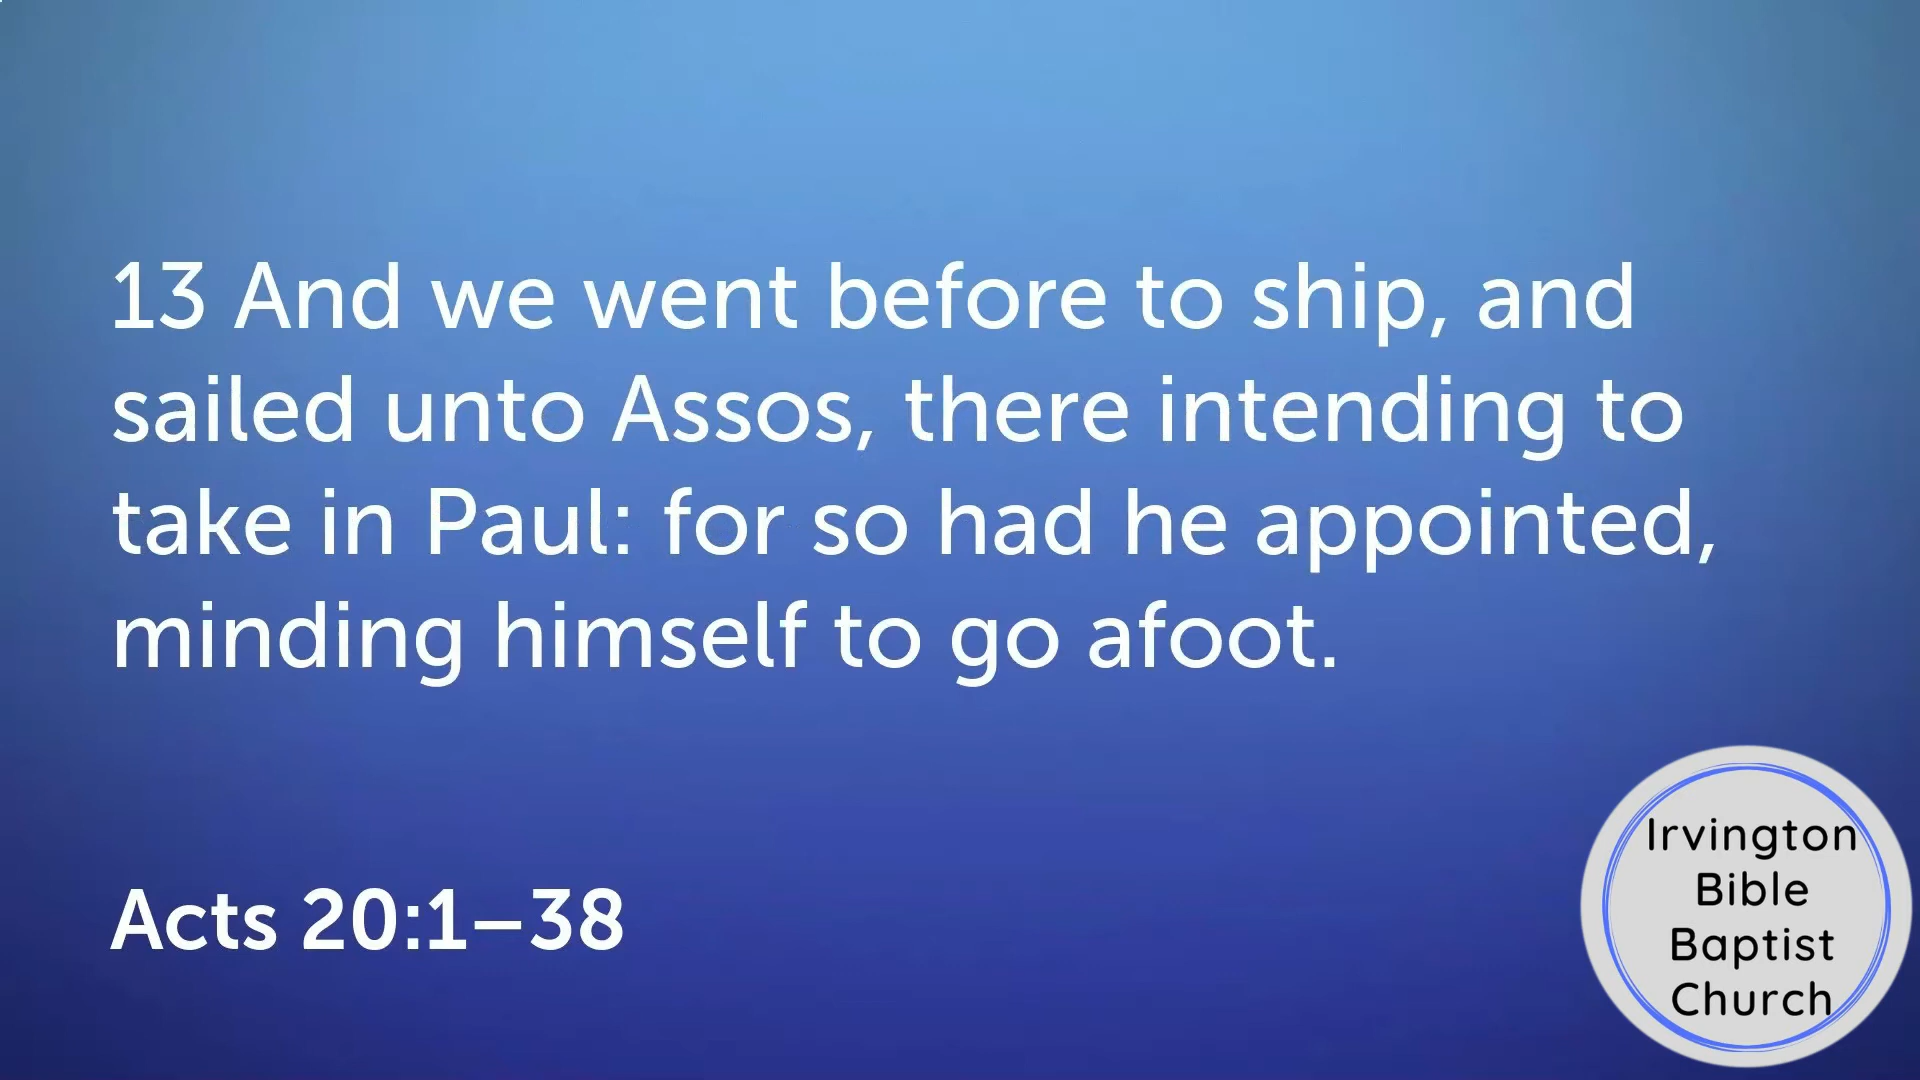 13 And we went before to ship, and
sailed unto Assos, there intending to
take in Paul: for so had he appointed,
minding himself to go afoot.
Acts 20:1–38
Irvington
Bible
Baptist
Church